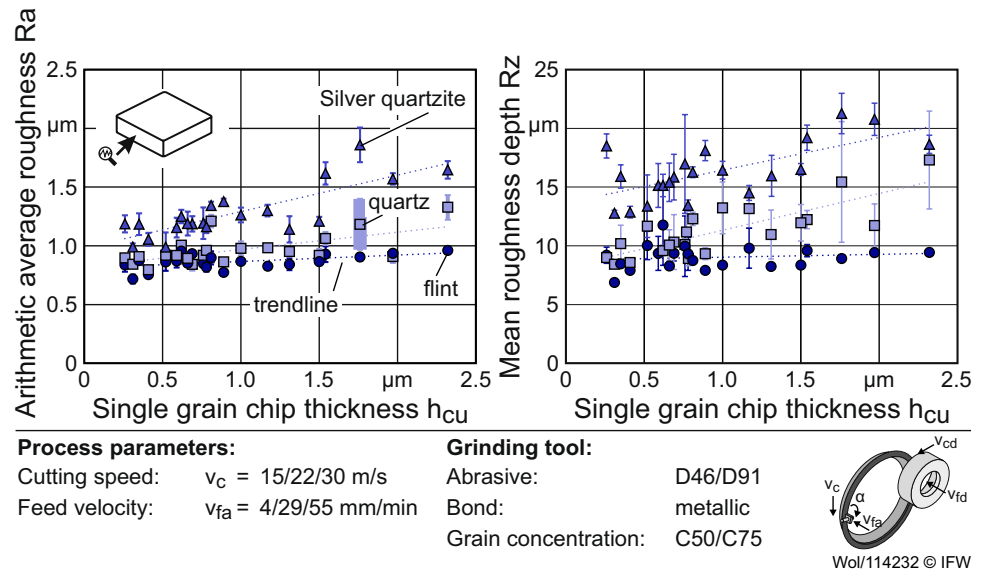 Arithmetic average roughness Ra
2.5
µm
1.5
1.0
0.5
0
0
0.5
1.0
1.5
µm
2.5
Single grain chip thickness hcu
Silver quartzite
quartz
flint
trendline
Mean roughness depth Rz
25
µm
15
10
5
0
0
0.5
1.0
1.5
µm
2.5
Single grain chip thickness hcu
Process parameters:
Cutting speed: vc = 15/22/30 m/s
Feed velocity: vfa = 4/29/55 mm/min
Grinding tool:
Abrasive: D46/D91
Bond: metallic
Grain concentration: C50/C75
vcd
vc
α
vfa
vfd
Wol/114232 © IFW